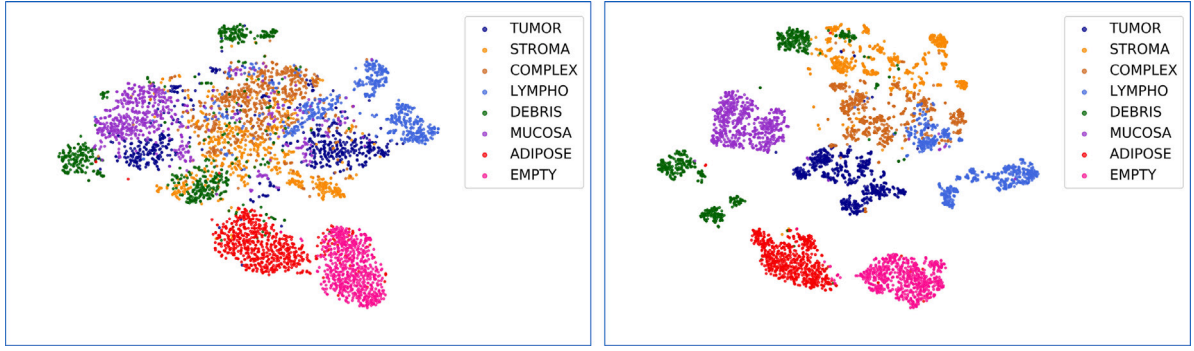 TUMOR
STROMA
COMPLEX
LYMPHO
DEBRIS
MUCOSA
ADIPOSE
EMPTY
TUMOR
STROMA
COMPLEX
LYMPHO
DEBRIS
MUCOSA
ADIPOSE
EMPTY